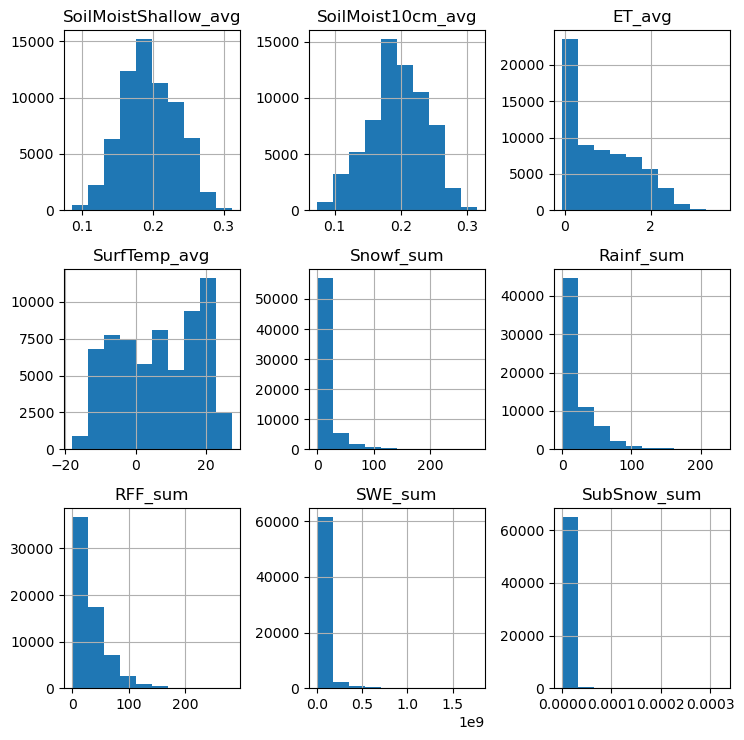 SoilMoistShallow_avg SoilMoist10cm_avg ET_avg
15000 15000 20000
10000 10000 15000
10000
5000 5000 5000
0 0 0
0.1 0.2 0.3 0.1 0.2 0.3 0 2
SurfTemp_avg Snowf_sum Rainf_sum
10000 50000 40000
7500 40000 30000
30000
5000 20000 20000
2500 10000 10000
0 0 0
−20 0 20 0 100 200 0 100 200
RFF_sum SWE_sum SubSnow_sum
30000 60000 60000
20000 40000 40000
10000 20000 20000
0 0 0
0 100 200 0.0 0.5 1.0 1.5 0.0000 0.0001 0.0002 0.0003
1e9